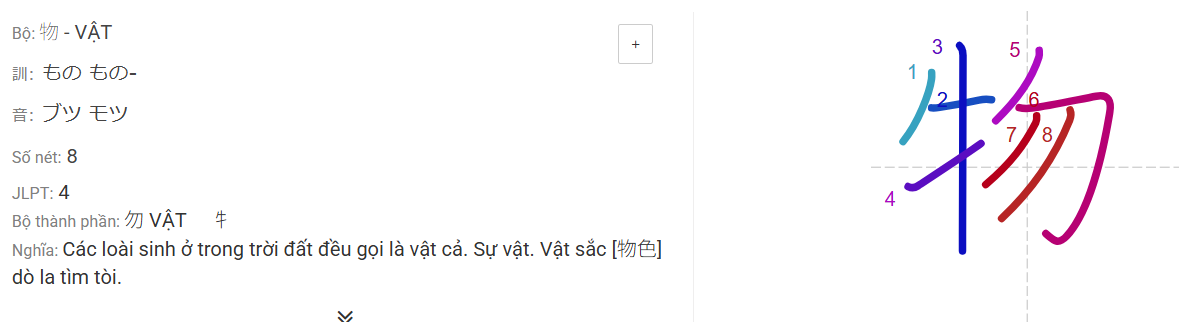 Bộ: 物 - VẬT
+
訓: もの もの-
音: ブツ モツ
Số nét: 8
JLPT: 4
Bộ thành phần: 勿 VẬT 牜
Nghĩa: Các loài sinh ở trong trời đất đều gọi là vật cả. Sự vật. Vật sắc [物色]
dò la tìm tòi.
物
1
2
3
4
5
6
7
8